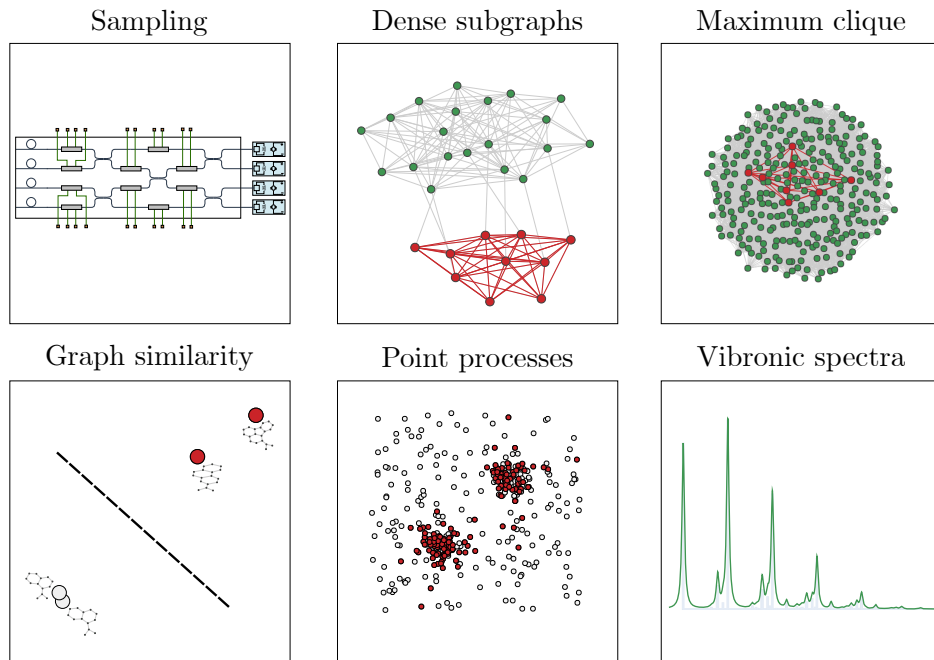 Sampling
Dense subgraphs
Maximum clique
Graph similarity
Point processes
Vibronic spectra